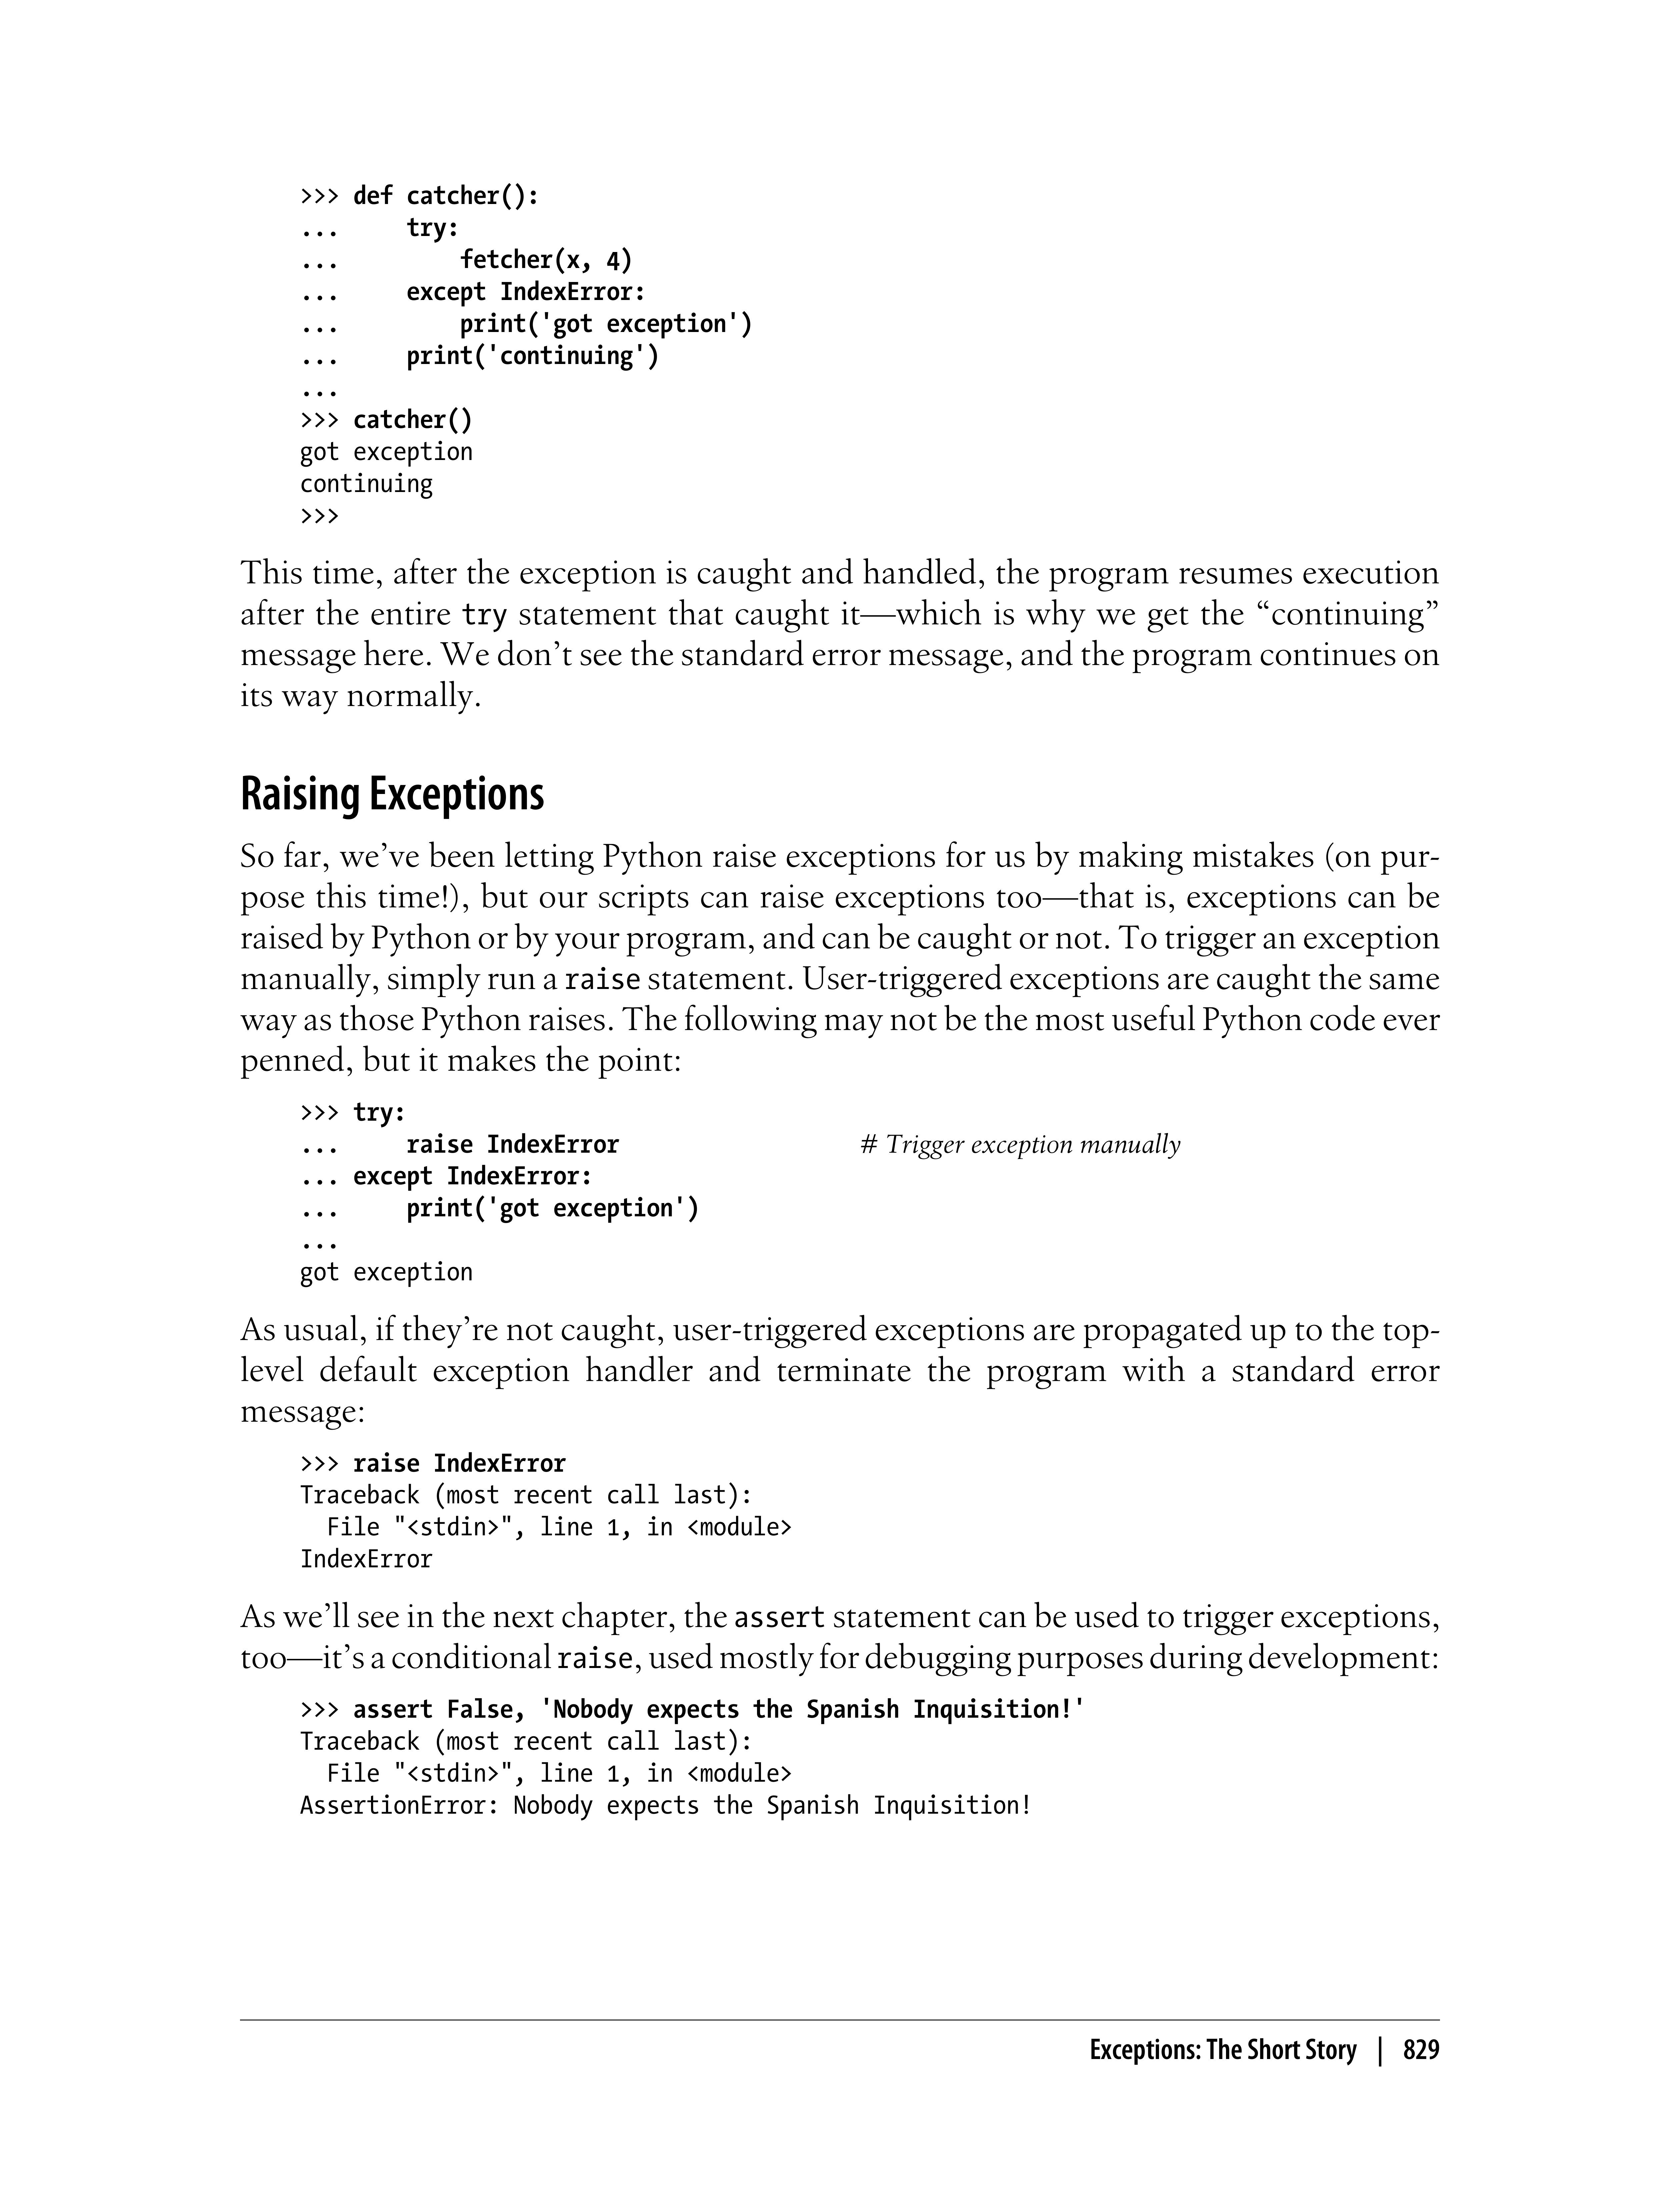 >>> def catcher():
...     try:
...         fetcher(x, 4)
...     except IndexError:
...         print('got exception')
...     print('continuing')
...
>>> catcher()
got exception
continuing
>>>
This time, after the exception is caught and handled, the program resumes execution
after the entire try statement that caught it—which is why we get the “continuing”
message here. We don’t see the standard error message, and the program continues on
its way normally.
Raising Exceptions
So far, we’ve been letting Python raise exceptions for us by making mistakes (on pur-
pose this time!), but our scripts can raise exceptions too—that is, exceptions can be
raised by Python or by your program, and can be caught or not. To trigger an exception
manually, simply run a raise statement. User-triggered exceptions are caught the same
way as those Python raises. The following may not be the most useful Python code ever
penned, but it makes the point:
>>> try:
...     raise IndexError                  # Trigger exception manually
... except IndexError:
...     print('got exception')
...
got exception
As usual, if they’re not caught, user-triggered exceptions are propagated up to the top-
level default exception handler and terminate the program with a standard error
message:
>>> raise IndexError
Traceback (most recent call last):
  File "<stdin>", line 1, in <module>
IndexError
As we’ll see in the next chapter, the assert statement can be used to trigger exceptions,
too—it’s a conditional raise, used mostly for debugging purposes during development:
>>> assert False, 'Nobody expects the Spanish Inquisition!'
Traceback (most recent call last):
  File "<stdin>", line 1, in <module>
AssertionError: Nobody expects the Spanish Inquisition!
Exceptions: The Short Story | 829